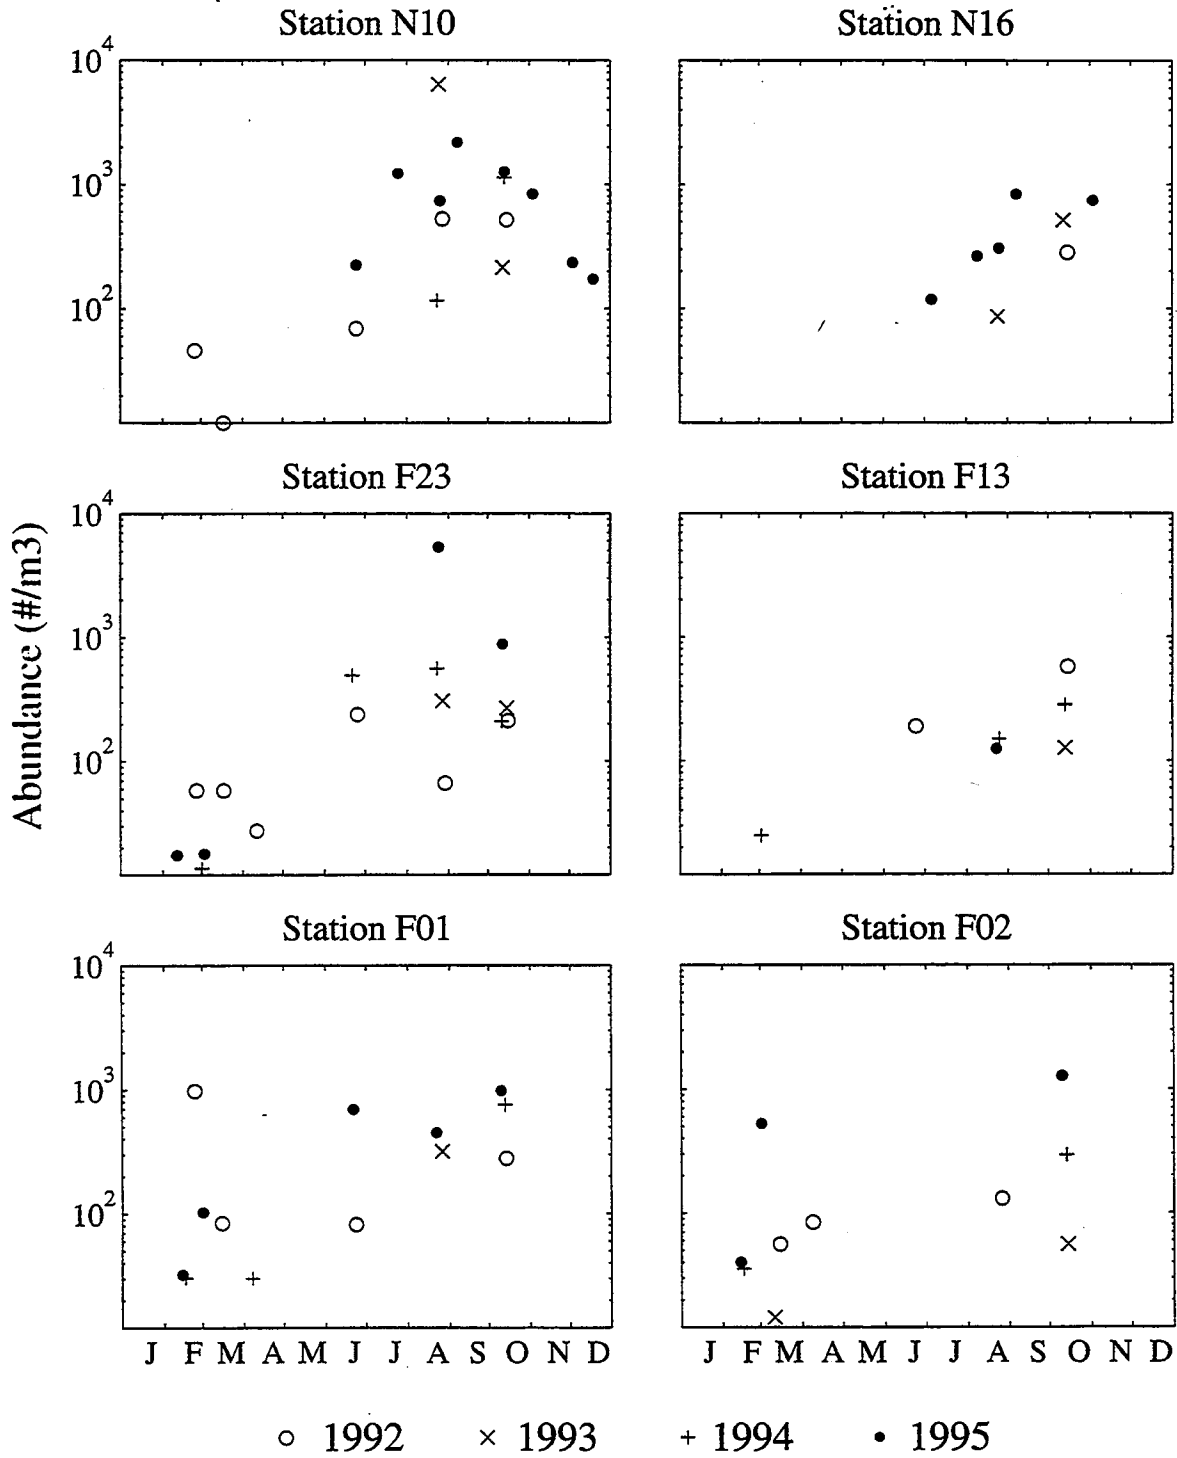 Station N10 Station N16
10^4
10^3
10^2
Station F23 Station F13
10^4
10^3
10^2
Abundance (#/m3)
Station F01 Station F02
10^4
10^3
10^2
J F M A M J J A S O N D J F M A M J J A S O N D
○ 1992 × 1993 + 1994 ● 1995